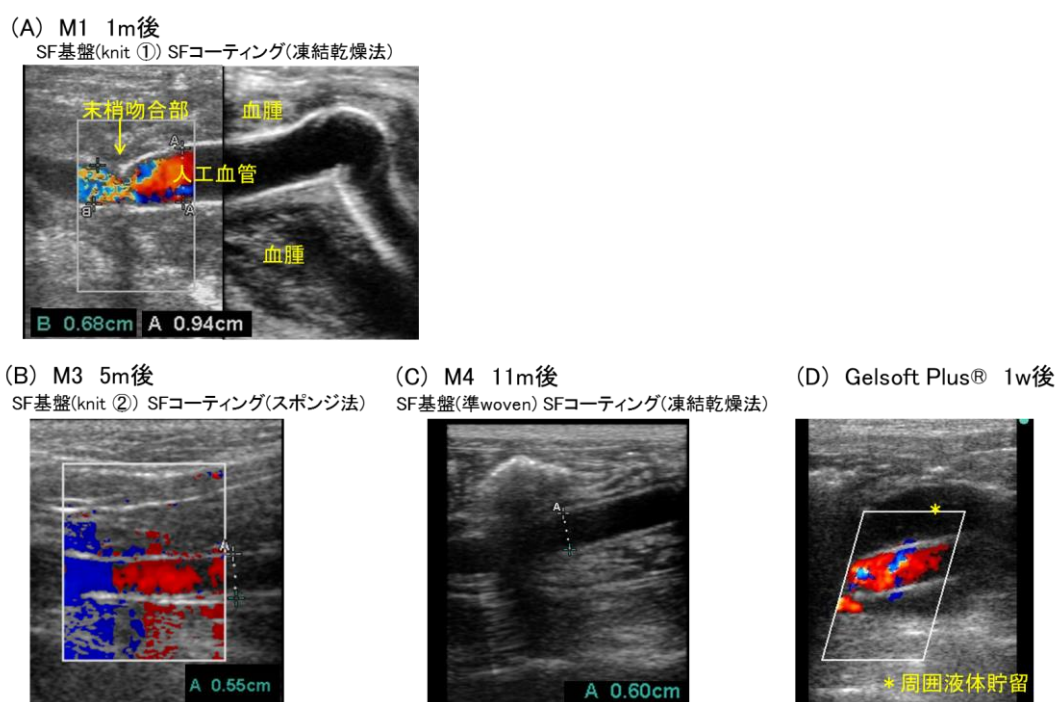 (A) M1 1m後
SF基盤(knit ①) SFコーティング(凍結乾燥法)
末梢吻合部
血腫
A
人工血管
B
A
血腫
B 0.68cm A 0.94cm
(B) M3 5m後
SF基盤(knit ②) SFコーティング(スポンジ法)
A
A 0.55cm
(C) M4 11m後
SF基盤(準woven) SFコーティング(凍結乾燥法)
A
A 0.60cm
(D) Gelsoft Plus® 1w後
*
*周囲液体貯留